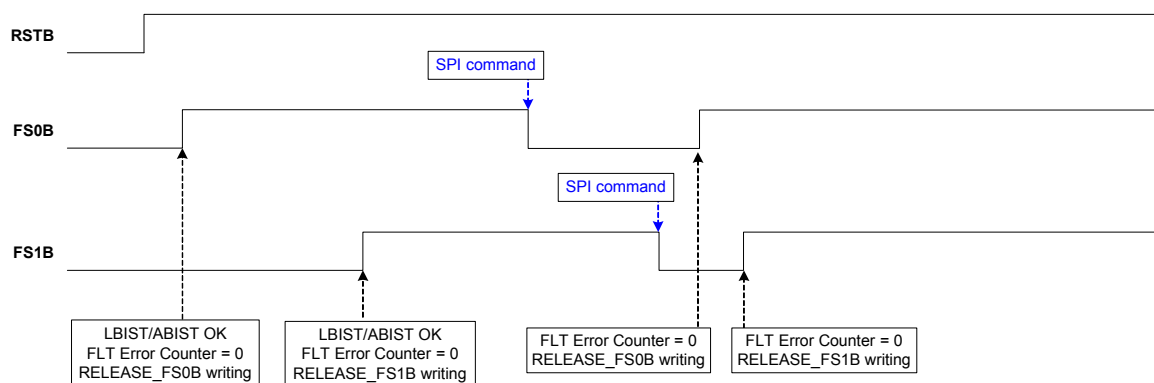 RSTB
SPI command
FS0B
SPI command
FS1B
LBIST/ABIST OK
FLT Error Counter = 0
RELEASE_FS0B writing
LBIST/ABIST OK
FLT Error Counter = 0
RELEASE_FS1B writing
FLT Error Counter = 0
RELEASE_FS0B writing
FLT Error Counter = 0
RELEASE_FS1B writing